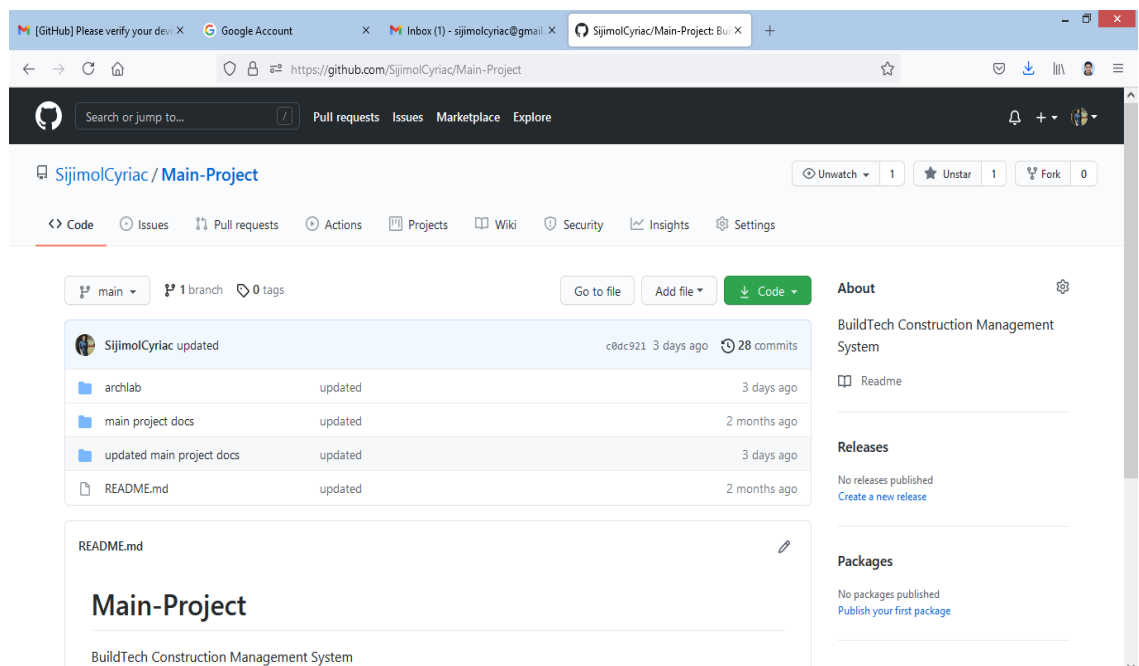 [GitHub] Please verify your devi
Google Account
Inbox (1) - sijimolcyriac@gmail.
SijimolCyriac/Main-Project: Bui
https://github.com/SijimolCyriac/Main-Project
Search or jump to... /
Pull requests Issues Marketplace Explore
SijimolCyriac / Main-Project
Unwatch 1 Unstar 1 Fork 0
Code Issues Pull requests Actions Projects Wiki Security Insights Settings
main 1 branch 0 tags Go to file Add file Code
SijimolCyriac updated c0dc921 3 days ago 28 commits
archlab updated 3 days ago
main project docs updated 2 months ago
updated main project docs updated 3 days ago
README.md updated 2 months ago
README.md
Main-Project
BuildTech Construction Management System
About
BuildTech Construction Management
System
Readme
Releases
No releases published
Create a new release
Packages
No packages published
Publish your first package